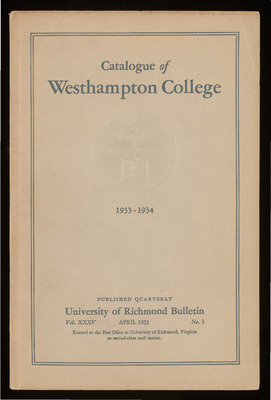 Catalogue of
Westhampton College
1933-1934
PUBLISHED QUARTERLY
University of Richmond Bulletin
Vol. XXXV APRIL 1933 No. 3
Entered at the Post Office at University of Richmond, Virginia
as second-class mail matter.